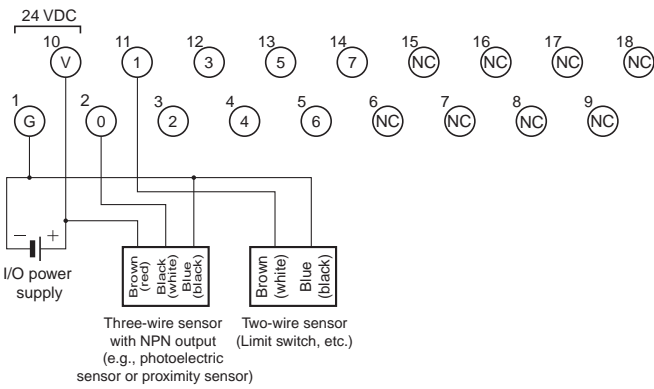 24 VDC
10 11 12 13 14 15 16 17 18
V 1 3 5 7 NC NC NC NC
1 2 3 4 5 6 7 8 9
G 0 2 4 6 NC NC NC NC
− +
I/O power
supply
Brown
(red)
Black
(white)
Blue
(black)
Brown
(white)
Blue
(black)
Three-wire sensor
with NPN output
(e.g., photoelectric
sensor or proximity sensor)
Two-wire sensor
(Limit switch, etc.)